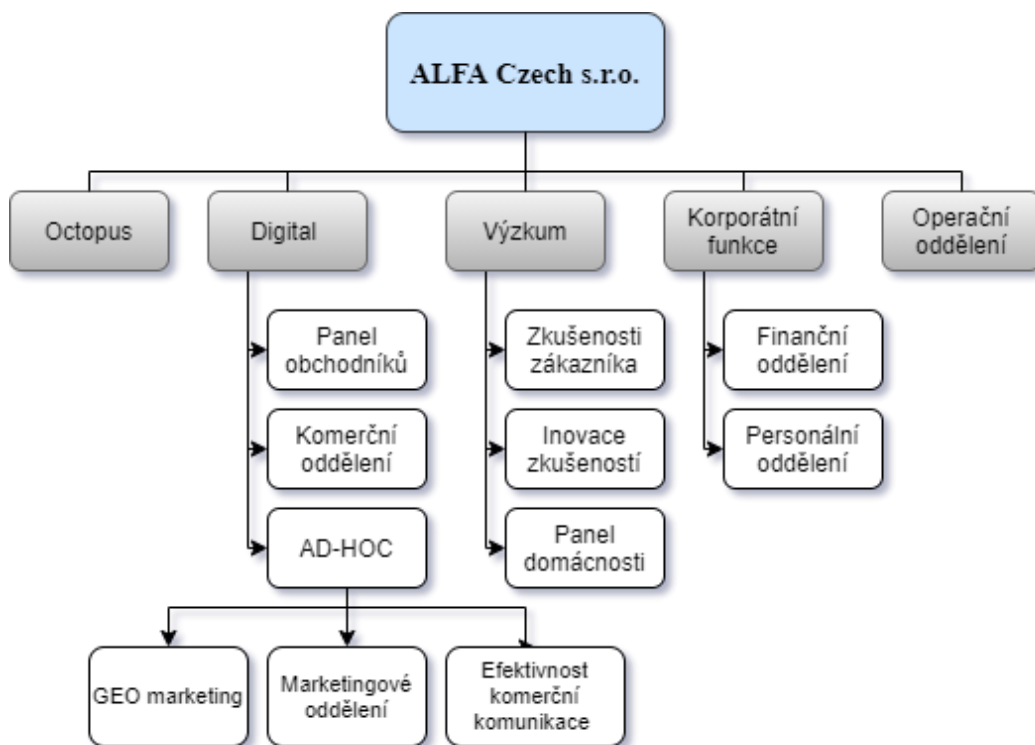 ALFA Czech s.r.o.
Octopus
Digital
Výzkum
Korporátní
funkce
Operační
oddělení
Panel
obchodníků
Zkušenosti
zákazníka
Finanční
oddělení
Komerční
oddělení
Inovace
zkušeností
Personální
oddělení
AD-HOC
Panel
domácnosti
GEO marketing
Marketingové
oddělení
Efektivnost
komerční
komunikace